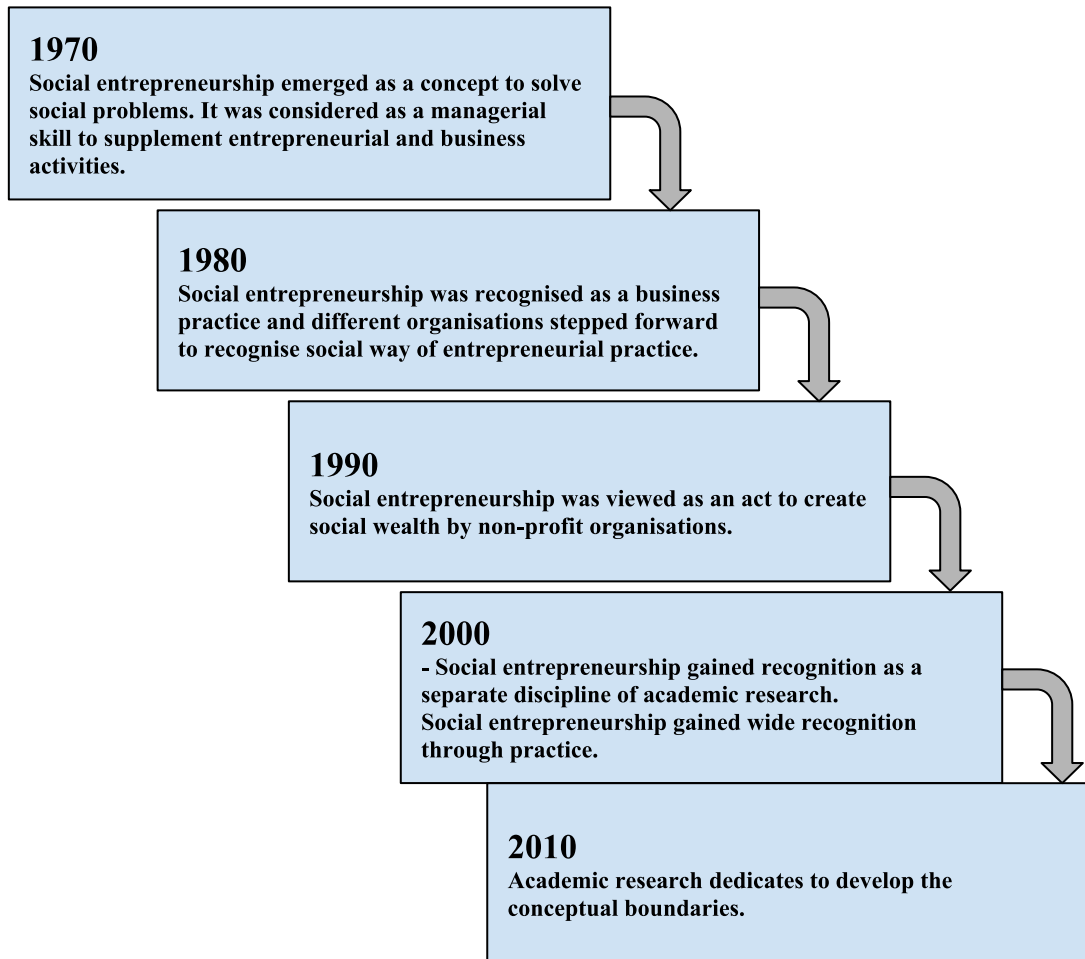 1970
Social entrepreneurship emerged as a concept to solve
social problems. It was considered as a managerial
skill to supplement entrepreneurial and business
activities.
1980
Social entrepreneurship was recognised as a business
practice and different organisations stepped forward
to recognise social way of entrepreneurial practice.
1990
Social entrepreneurship was viewed as an act to create
social wealth by non-profit organisations.
2000
- Social entrepreneurship gained recognition as a
separate discipline of academic research.
Social entrepreneurship gained wide recognition
through practice.
2010
Academic research dedicates to develop the
conceptual boundaries.